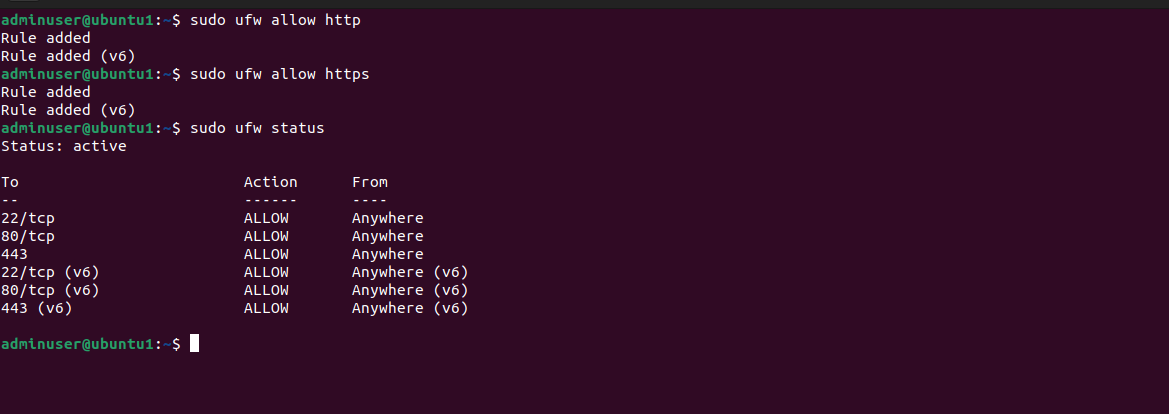 adminuser@ubuntu1:~$ sudo ufw allow http
Rule added
Rule added (v6)
adminuser@ubuntu1:~$ sudo ufw allow https
Rule added
Rule added (v6)
adminuser@ubuntu1:~$ sudo ufw status
Status: active
To                         Action      From
--                         ------      ----
22/tcp                     ALLOW       Anywhere
80/tcp                     ALLOW       Anywhere
443                        ALLOW       Anywhere
22/tcp (v6)                ALLOW       Anywhere (v6)
80/tcp (v6)                ALLOW       Anywhere (v6)
443 (v6)                   ALLOW       Anywhere (v6)
adminuser@ubuntu1:~$